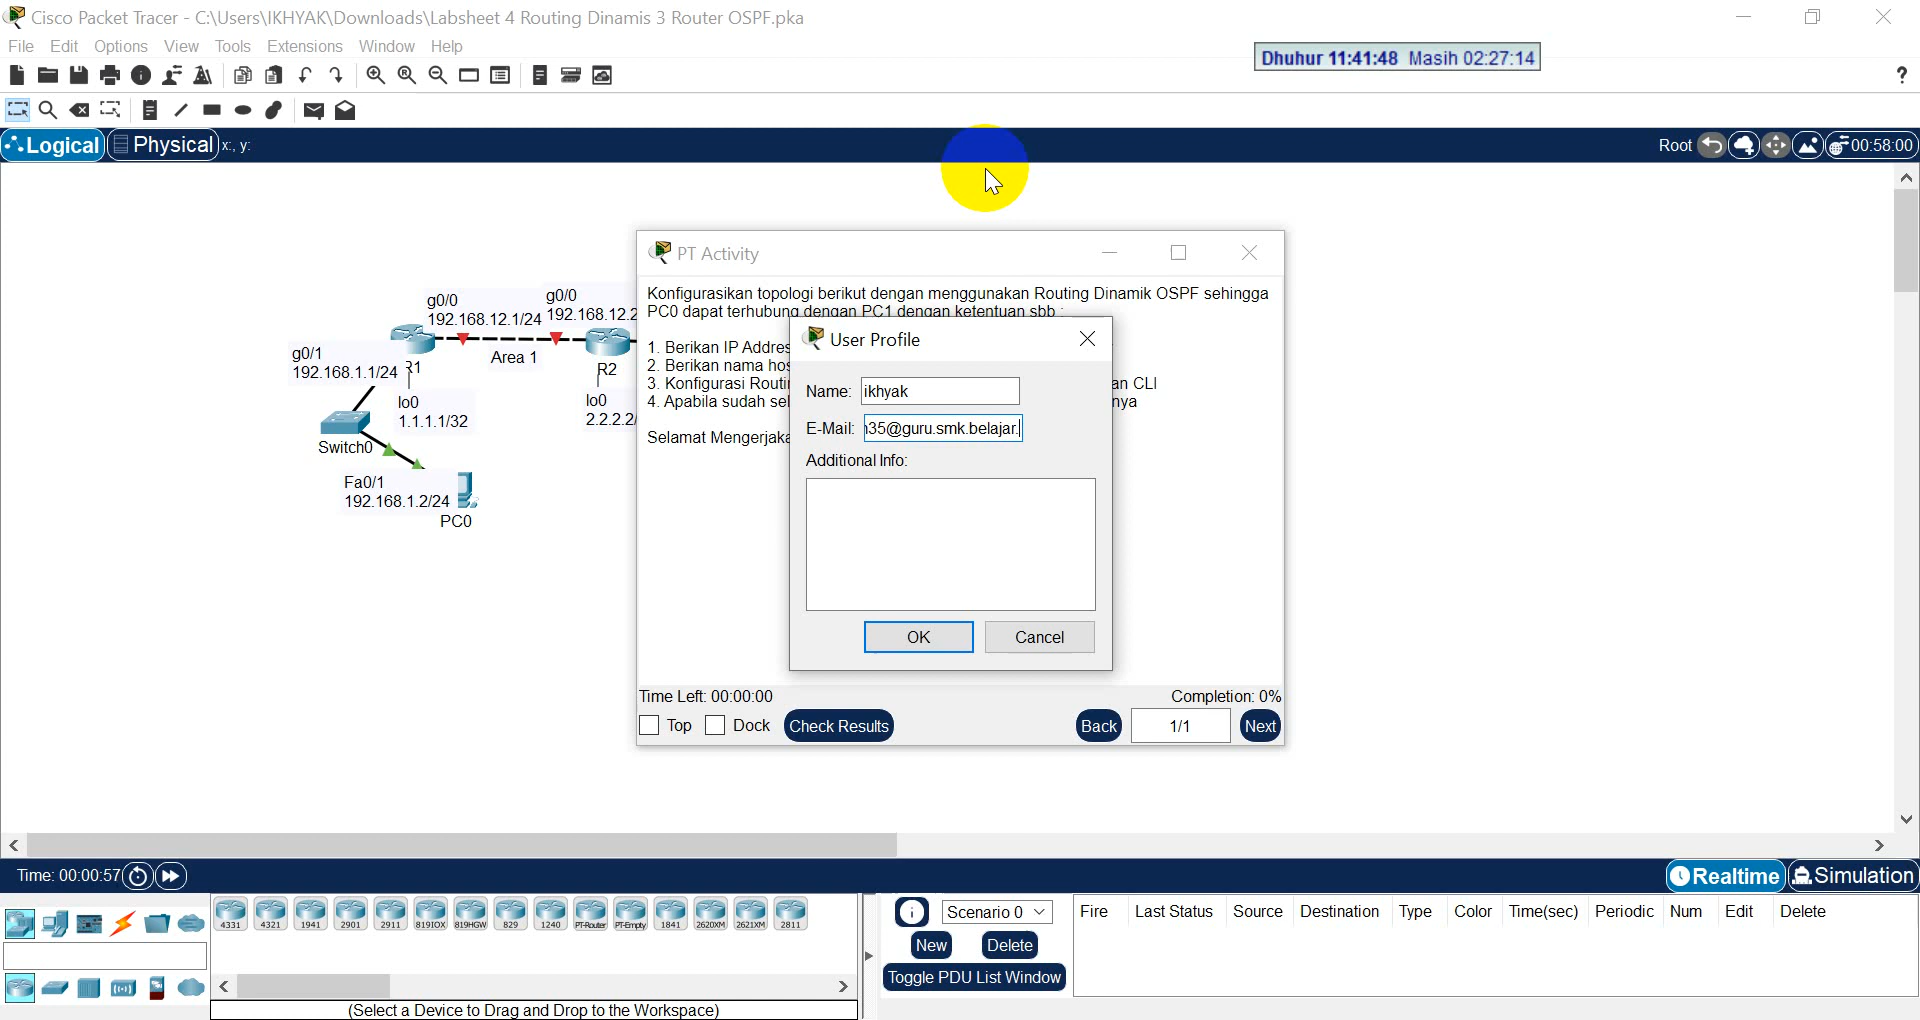 Cisco Packet Tracer - C:\Users\IKHYAK\Downloads\Labsheet 4 Routing Dinamis 3 Router OSPF.pka
File Edit Options View Tools Extensions Window Help
Dhuhur 11:41:48 Masih 02:27:14
?
Logical Physical x:, y:
Root 00:58:00
PT Activity
Konfigurasikan topologi berikut dengan menggunakan Routing Dinamik OSPF sehingga
PC0 dapat terhubung dengan PC1 dengan ketentuan sbb :
1. Berikan IP Addres
2. Berikan nama hos
3. Konfigurasi Routi an CLI
4. Apabila sudah sel nya
Selamat Mengerjaka
User Profile
Name: ikhyak
E-Mail: 35@guru.smk.belajar.
Additional Info:
OK Cancel
Time Left: 00:00:00 Completion: 0%
Top Dock Check Results Back 1/1 Next
g0/0
192.168.12.1/24
g0/0
192.168.12.2
Area 1
g0/1
192.168.1.1/24
R1
R2
lo0
1.1.1.1/32
lo0
2.2.2.2/
Switch0
Fa0/1
192.168.1.2/24
PC0
Time: 00:00:57
Realtime Simulation
4331 4321 1941 2901 2911 819IOX 819HGW 829 1240 PT-Router PT-Empty 1841 2620XM 2621XM 2811
(Select a Device to Drag and Drop to the Workspace)
Scenario 0
New Delete
Toggle PDU List Window
Fire Last Status Source Destination Type Color Time(sec) Periodic Num Edit Delete